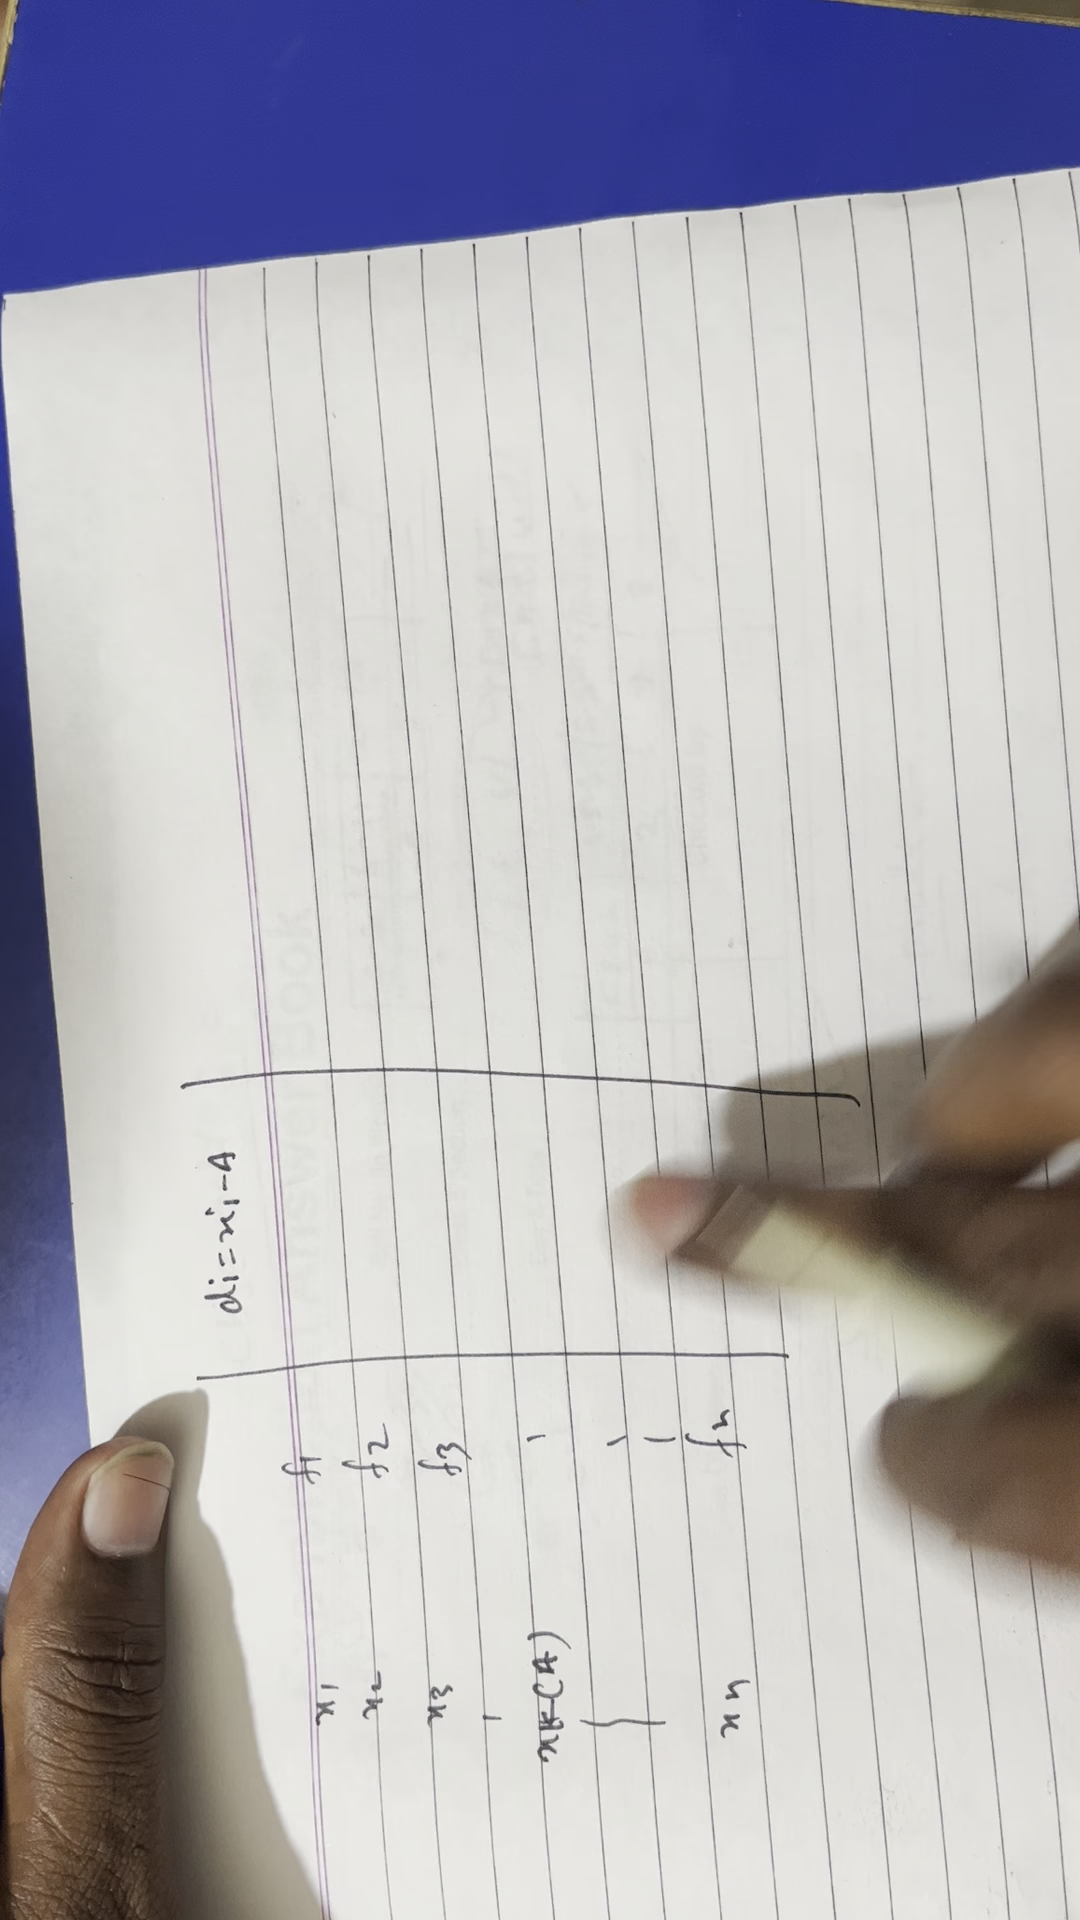 di = xi - A
x1 f1
x2 f2
x3 f3
xk(A)
xn fn